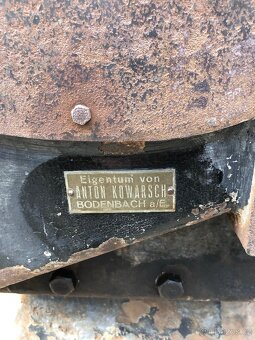 Eigentum von
ANTON KOWARSCH
BODENBACH a/E.